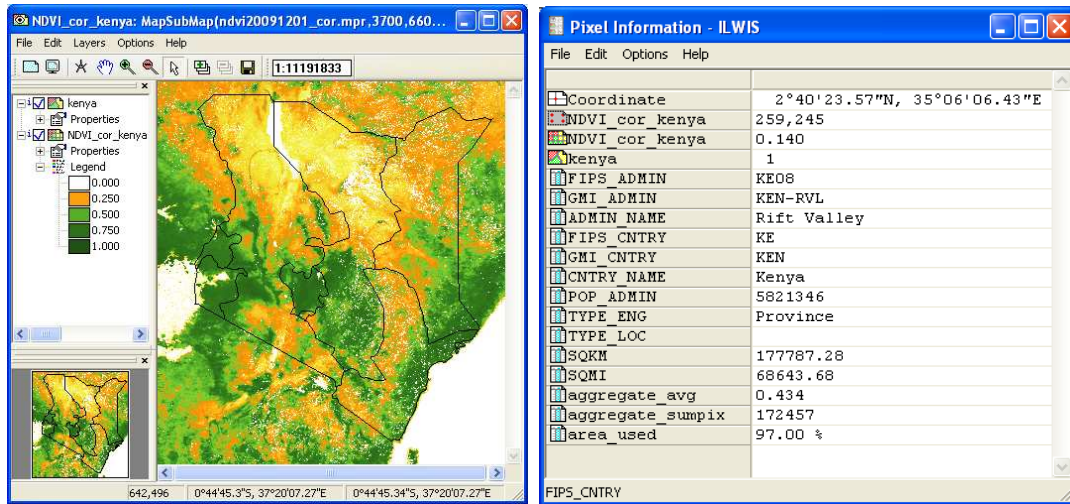 NDVI_cor_kenya: MapSubMap(ndvi20091201_cor.mpr,3700,660...
File Edit Layers Options Help
1:11191833
kenya
Properties
NDVI_cor_kenya
Properties
Legend
0.000
0.250
0.500
0.750
1.000
642,496 0°44'45.3"S, 37°20'07.27"E 0°44'45.34"S, 37°20'07.27"E
Pixel Information - ILWIS
File Edit Options Help
Coordinate 2°40'23.57"N, 35°06'06.43"E
NDVI_cor_kenya 259,245
NDVI_cor_kenya 0.140
kenya 1
FIPS_ADMIN KE08
GMI_ADMIN KEN-RVL
ADMIN_NAME Rift Valley
FIPS_CNTRY KE
GMI_CNTRY KEN
CNTRY_NAME Kenya
POP_ADMIN 5821346
TYPE_ENG Province
TYPE_LOC
SQKM 177787.28
SQMI 68643.68
aggregate_avg 0.434
aggregate_sumpix 172457
area_used 97.00 %
FIPS_CNTRY